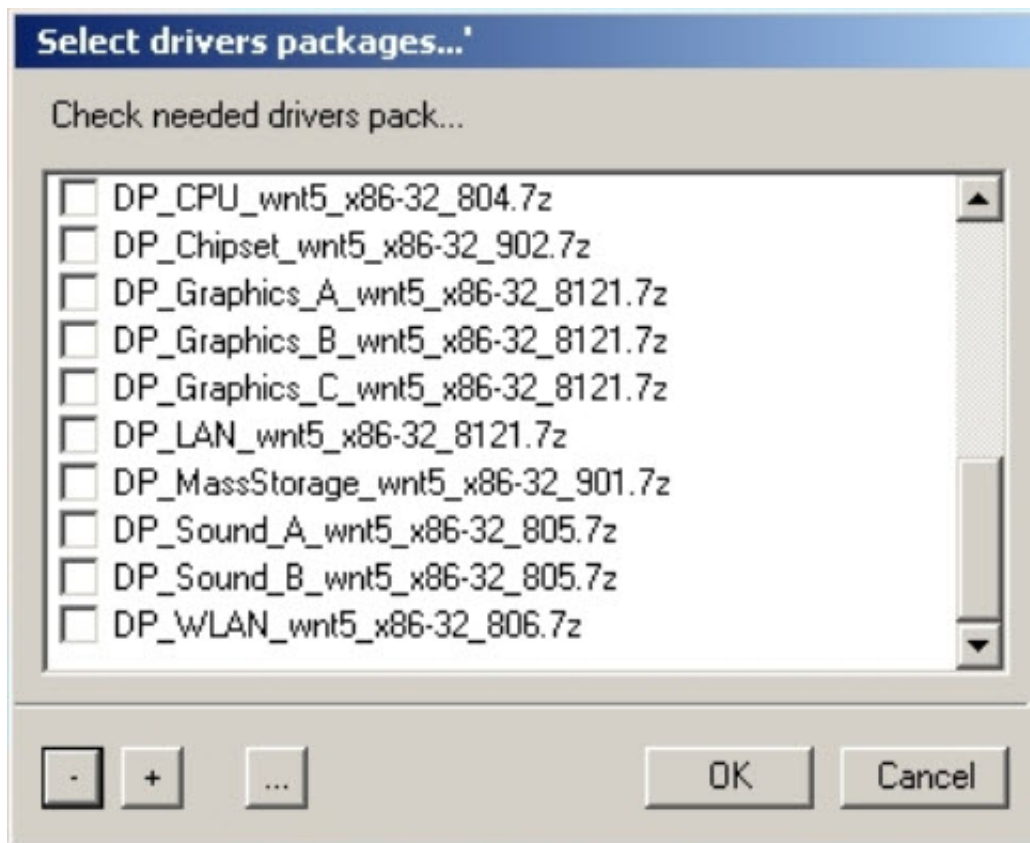 Select drivers packages...'
Check needed drivers pack...
DP_CPU_wnt5_x86-32_804.7z
DP_Chipset_wnt5_x86-32_902.7z
DP_Graphics_A_wnt5_x86-32_8121.7z
DP_Graphics_B_wnt5_x86-32_8121.7z
DP_Graphics_C_wnt5_x86-32_8121.7z
DP_LAN_wnt5_x86-32_8121.7z
DP_MassStorage_wnt5_x86-32_901.7z
DP_Sound_A_wnt5_x86-32_805.7z
DP_Sound_B_wnt5_x86-32_805.7z
DP_WLAN_wnt5_x86-32_806.7z
- + ... OK Cancel